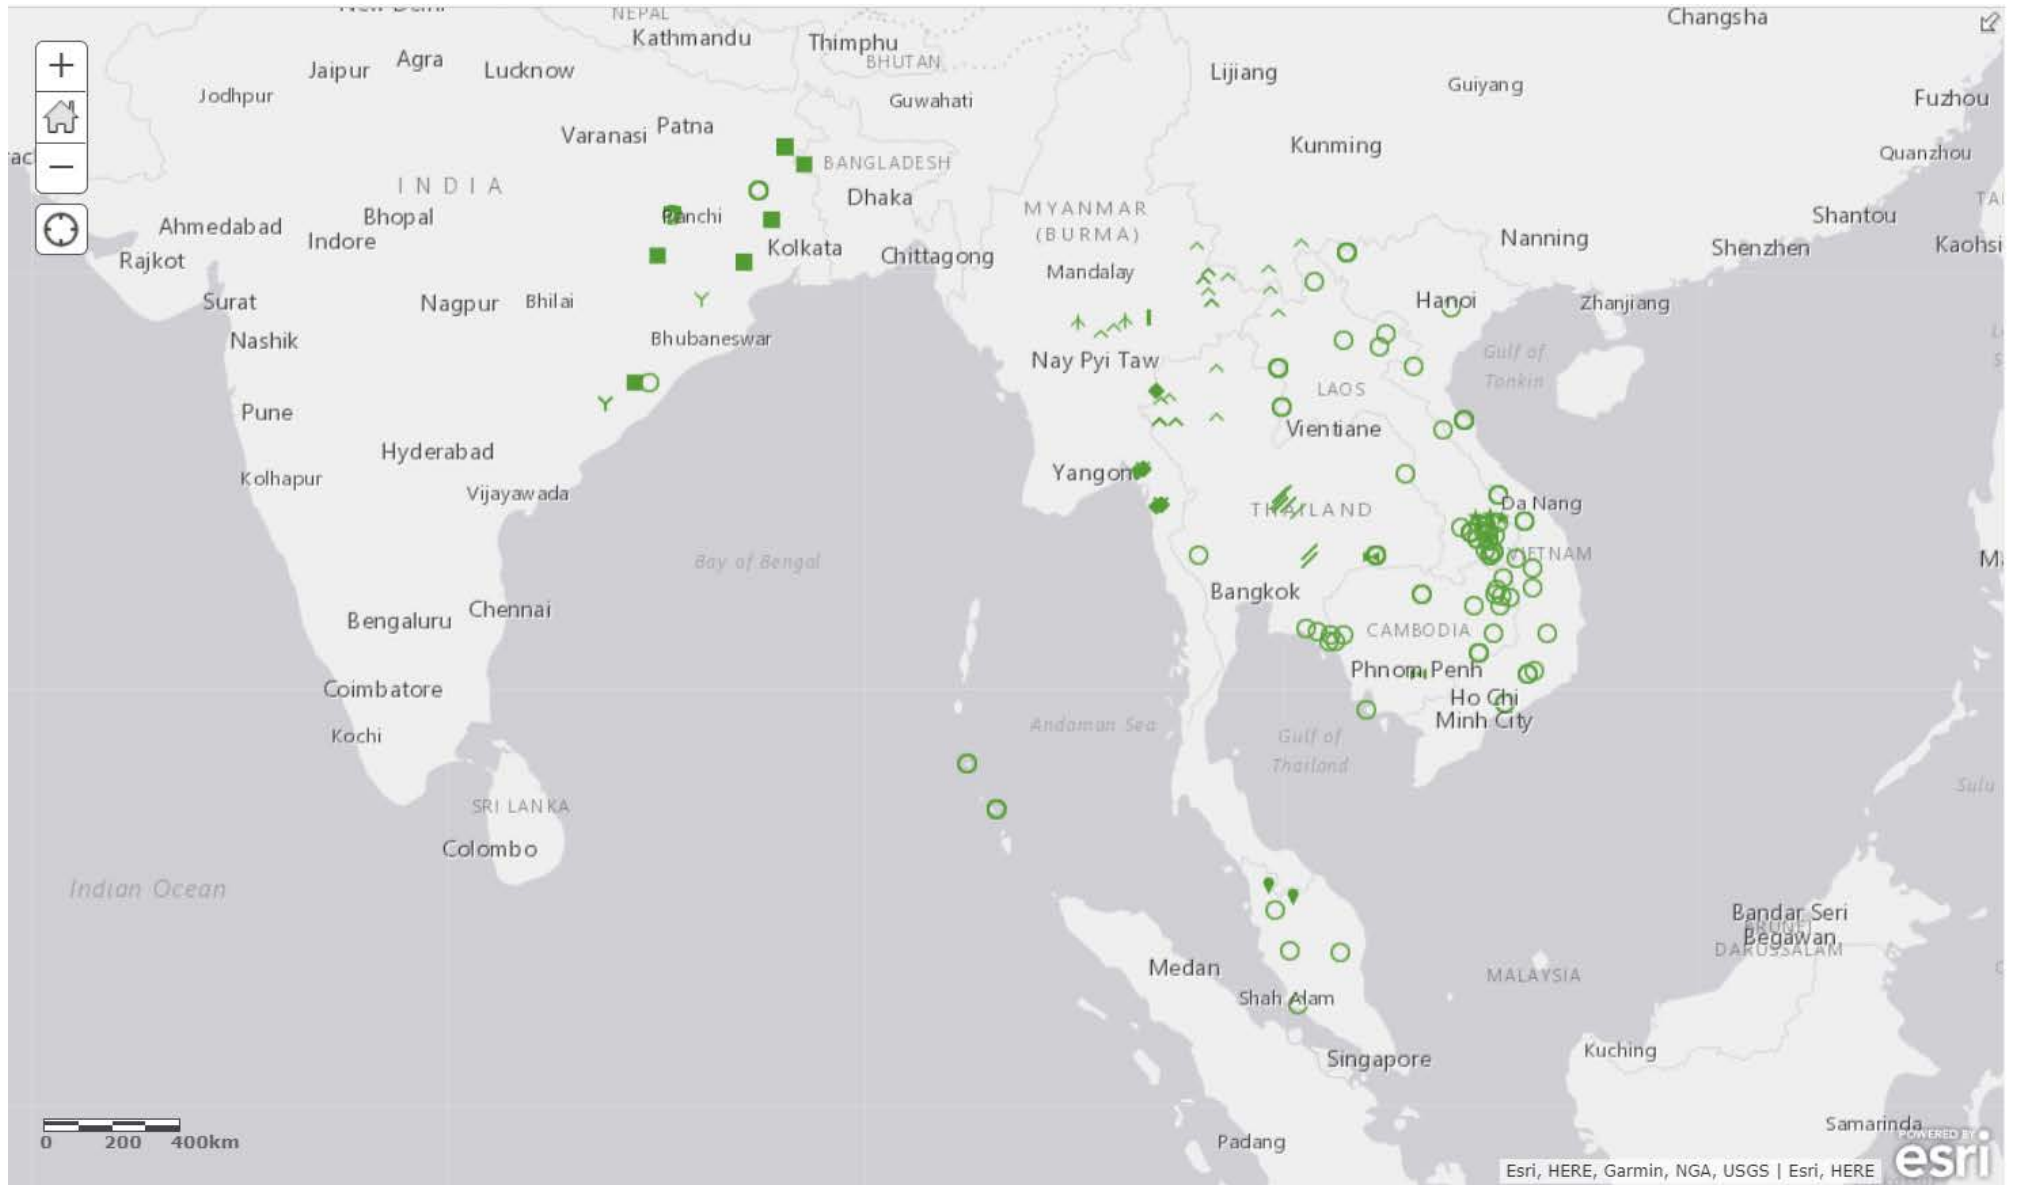 NEPAL
Changsha
Kathmandu
Thimphu
BHUTAN
Agra
Jaipur
Lucknow
Lijiang
Guiyang
Jodhpur
Guwahati
Fuzhou
Varanasi
Patna
Kunming
Quanzhou
BANGLADESH
INDIA
Dhaka
MYANMAR
(BURMA)
Bhopal
Ranchi
Shantou
Ahmedabad
Indore
Nanning
Shenzhen
Kaohsi
Kolkata
Chittagong
Rajkot
Mandalay
Surat
Nagpur
Bhilai
Hanoi
Zhanjiang
Nashik
Bhubaneswar
Nay Pyi Taw
Gulf of
Tonkin
LAOS
Pune
Vientiane
Hyderabad
Yangon
Kolhapur
Vijayawada
THAILAND
Da Nang
Bay of Bengal
VIETNAM
Bangkok
Chennai
Bengaluru
CAMBODIA
Phnom Penh
Coimbatore
Ho Chi
Minh City
Andaman Sea
Kochi
Gulf of
Thailand
Sulu
SRI LANKA
Colombo
Indian Ocean
Bandar Seri
Begawan
BRUNEI
DARUSSALAM
Medan
MALAYSIA
Shah Alam
Kuching
Singapore
Samarinda
Padang
0 200 400km
POWERED BY
esri
Esri, HERE, Garmin, NGA, USGS | Esri, HERE